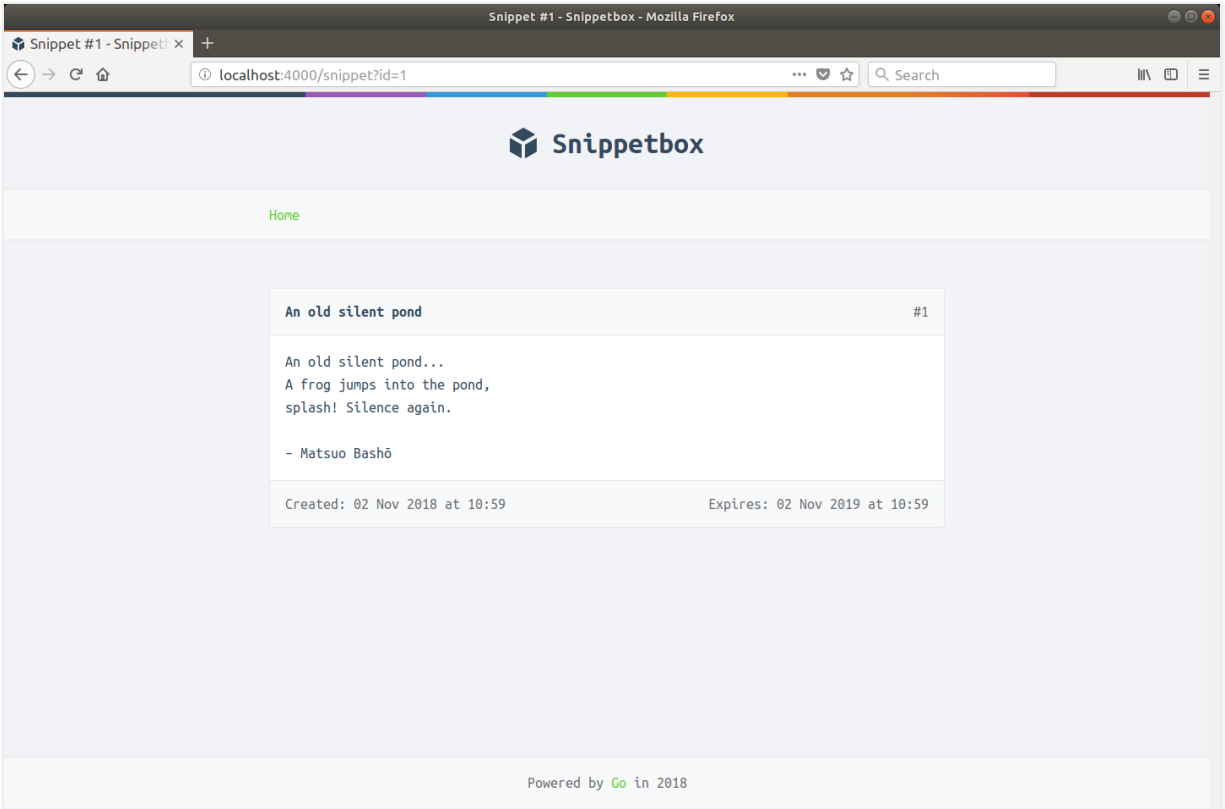 Snippet #1 - Snippetbox - Mozilla Firefox
Snippet #1 - Snippetb
localhost:4000/snippet?id=1
Search
Snippetbox
Home
An old silent pond #1
An old silent pond...
A frog jumps into the pond,
splash! Silence again.
– Matsuo Bashō
Created: 02 Nov 2018 at 10:59 Expires: 02 Nov 2019 at 10:59
Powered by Go in 2018